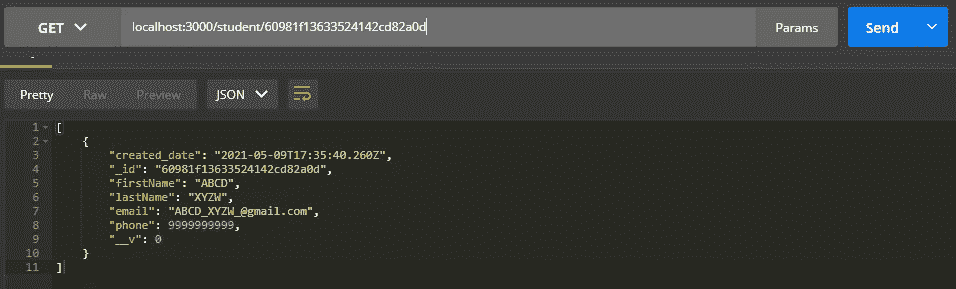 GET localhost:3000/student/60981f13633524142cd82a0d Params Send
Pretty Raw Preview JSON
1 [
2 {
3 "created_date": "2021-05-09T17:35:40.260Z",
4 "_id": "60981f13633524142cd82a0d",
5 "firstName": "ABCD",
6 "lastName": "XYZW",
7 "email": "ABCD_XYZW_@gmail.com",
8 "phone": 9999999999,
9 "__v": 0
10 }
11 ]